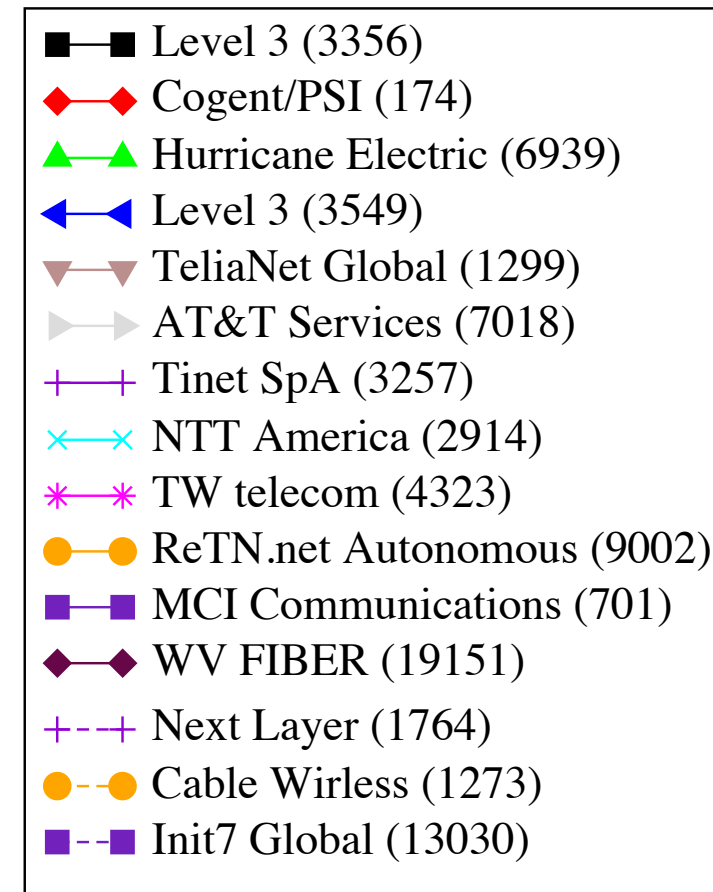 Level 3 (3356)
Cogent/PSI (174)
Hurricane Electric (6939)
Level 3 (3549)
TeliaNet Global (1299)
AT&T Services (7018)
Tinet SpA (3257)
NTT America (2914)
TW telecom (4323)
ReTN.net Autonomous (9002)
MCI Communications (701)
WV FIBER (19151)
Next Layer (1764)
Cable Wirless (1273)
Init7 Global (13030)